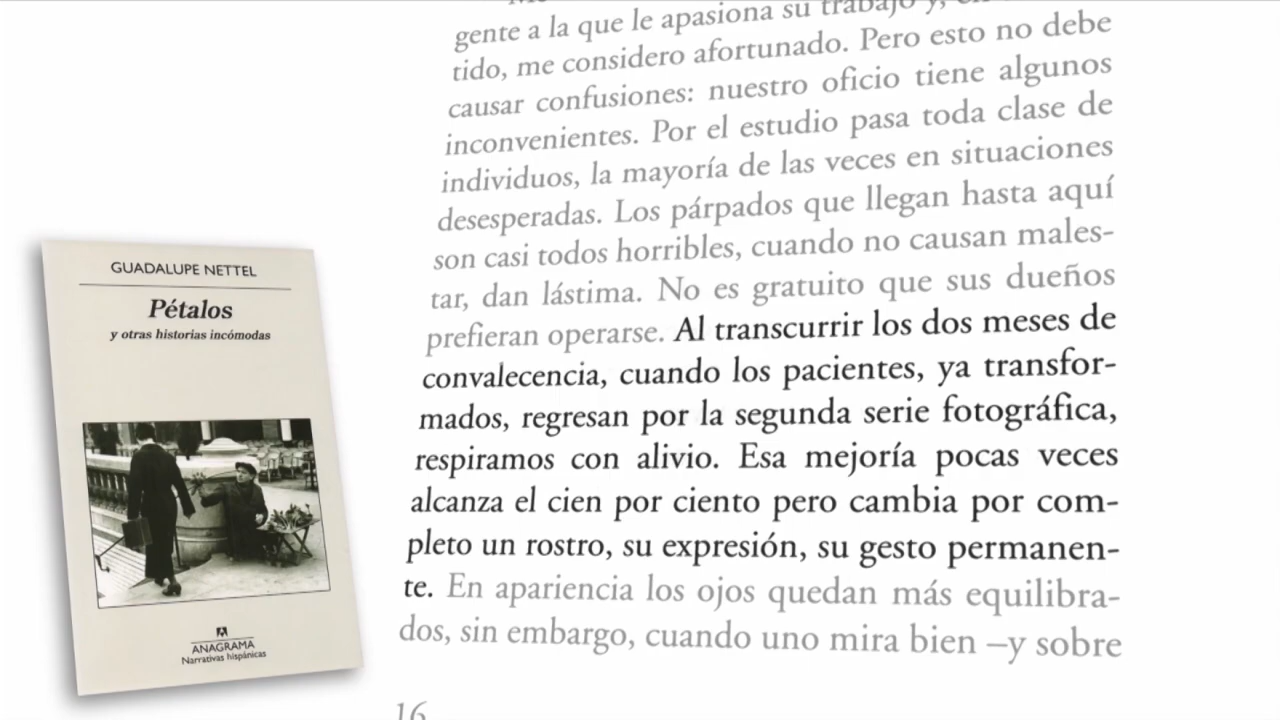 GUADALUPE NETTEL
Pétalos
y otras historias incómodas
ANAGRAMA
Narrativas hispánicas
gente a la que le apasiona su trabajo y,
tido, me considero afortunado. Pero esto no debe
causar confusiones: nuestro oficio tiene algunos
inconvenientes. Por el estudio pasa toda clase de
individuos, la mayoría de las veces en situaciones
desesperadas. Los párpados que llegan hasta aquí
son casi todos horribles, cuando no causan males-
tar, dan lástima. No es gratuito que sus dueños
prefieran operarse. Al transcurrir los dos meses de
convalecencia, cuando los pacientes, ya transfor-
mados, regresan por la segunda serie fotográfica,
respiramos con alivio. Esa mejoría pocas veces
alcanza el cien por ciento pero cambia por com-
pleto un rostro, su expresión, su gesto permanen-
te. En apariencia los ojos quedan más equilibra-
dos, sin embargo, cuando uno mira bien –y sobre
16